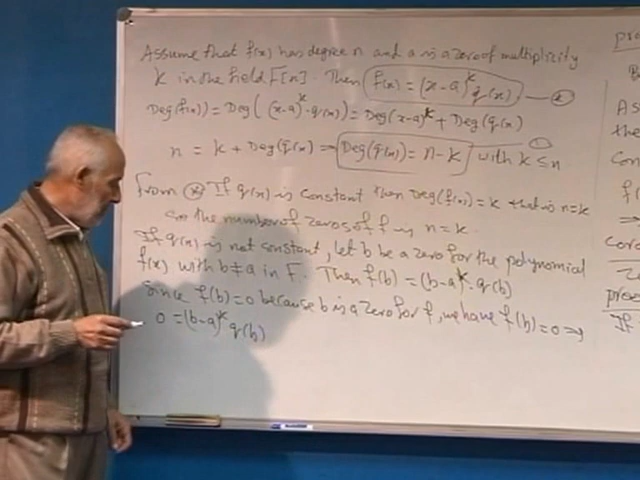 Assume that f(x) has degree n and a is a zero of multiplicity
k in the field F[x]. Then f(x) = (x-a)^k q(x). — *
Deg(f(x)) = Deg((x-a)^k · q(x)) = Deg(x-a)^k + Deg(q(x)
n = k + Deg(q(x)) ⟹ Deg(q(x)) = n-k with k ≤ n
From * If q(x) is constant then Deg(f(x)) = k that is n=k
so the number of zeros of f is n = k.
If q(x) is not constant, let b be a zero for the polynomial
f(x) with b≠a in F. Then f(b) = (b-a)^k · q(b)
Since f(b)=0 because b is a zero for f, we have f(b)=0 ⟹
0 = (b-a)^k q(b)
pro
B
As
the
Con
f(
⟹
coro
Ze
proo
If